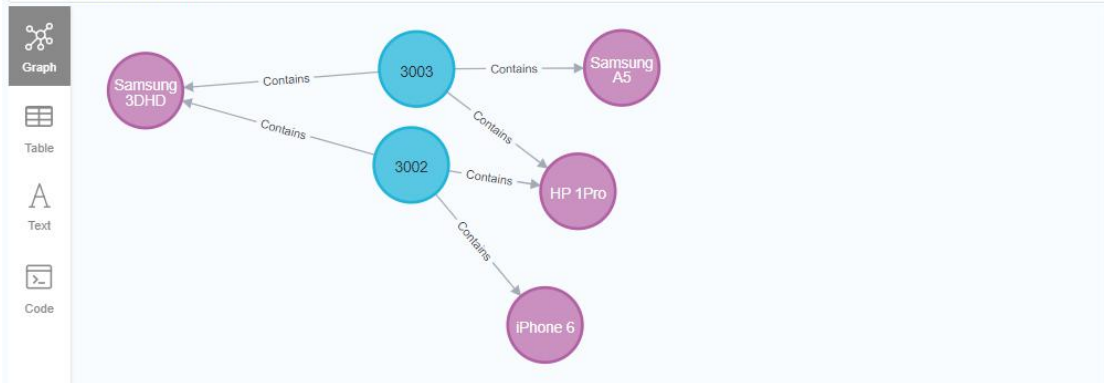 Graph
Table
Text
Code
Samsung
3DHD
Contains
3003
Contains
Samsung
A5
Contains
Contains
3002
Contains
HP 1Pro
Contains
iPhone 6